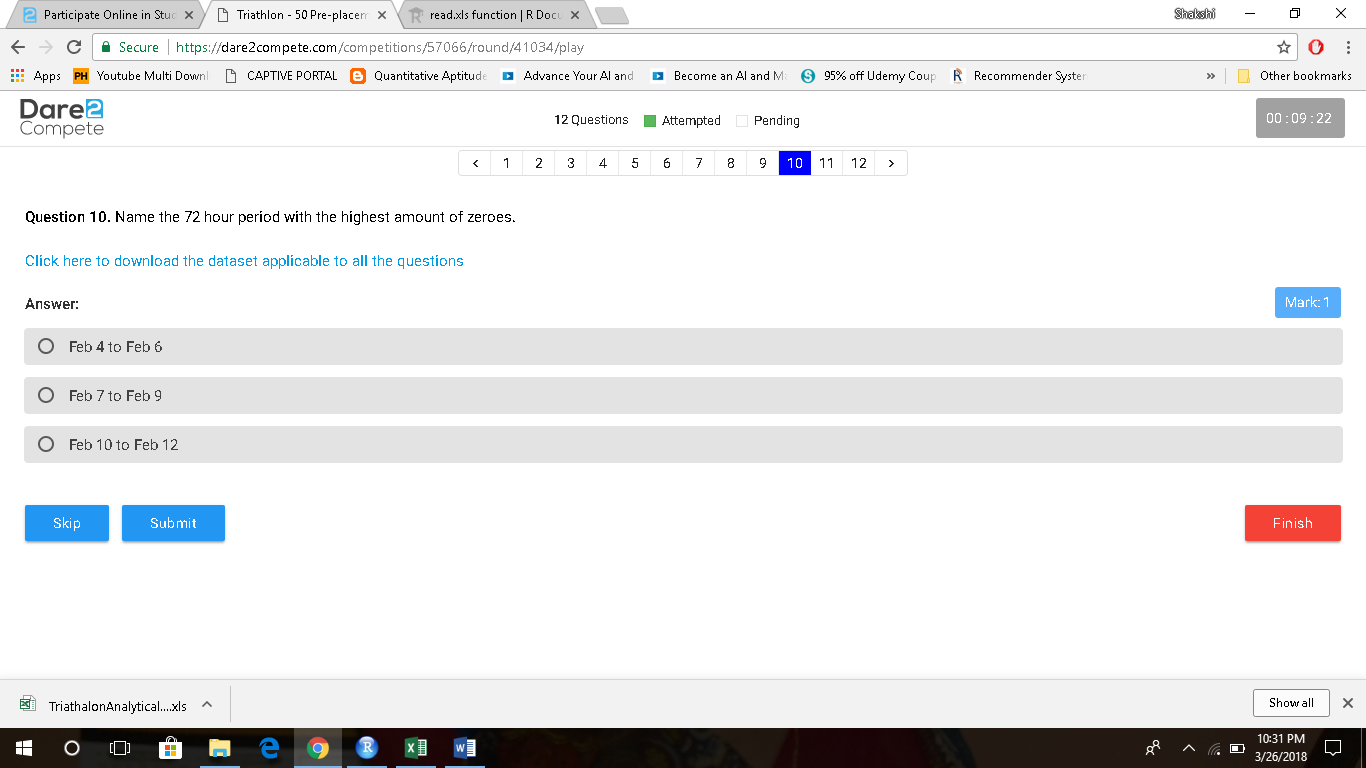 Participate Online in Stuc
Triathlon - 50 Pre-placem
read.xls function | R Docu
Shakshi
Secure
https://dare2compete.com/competitions/57066/round/41034/play
Apps
PH Youtube Multi Downl
CAPTIVE PORTAL
Quantitative Aptitude
Advance Your AI and
Become an AI and Ma
95% off Udemy Coup
Recommender System
» Other bookmarks
Dare2
Compete
12 Questions Attempted Pending
00 : 09 : 22
< 1 2 3 4 5 6 7 8 9 10 11 12 >
Question 10. Name the 72 hour period with the highest amount of zeroes.
Click here to download the dataset applicable to all the questions
Answer:
Mark: 1
Feb 4 to Feb 6
Feb 7 to Feb 9
Feb 10 to Feb 12
Skip Submit Finish
TriathalonAnalytical....xls
Show all
10:31 PM
3/26/2018